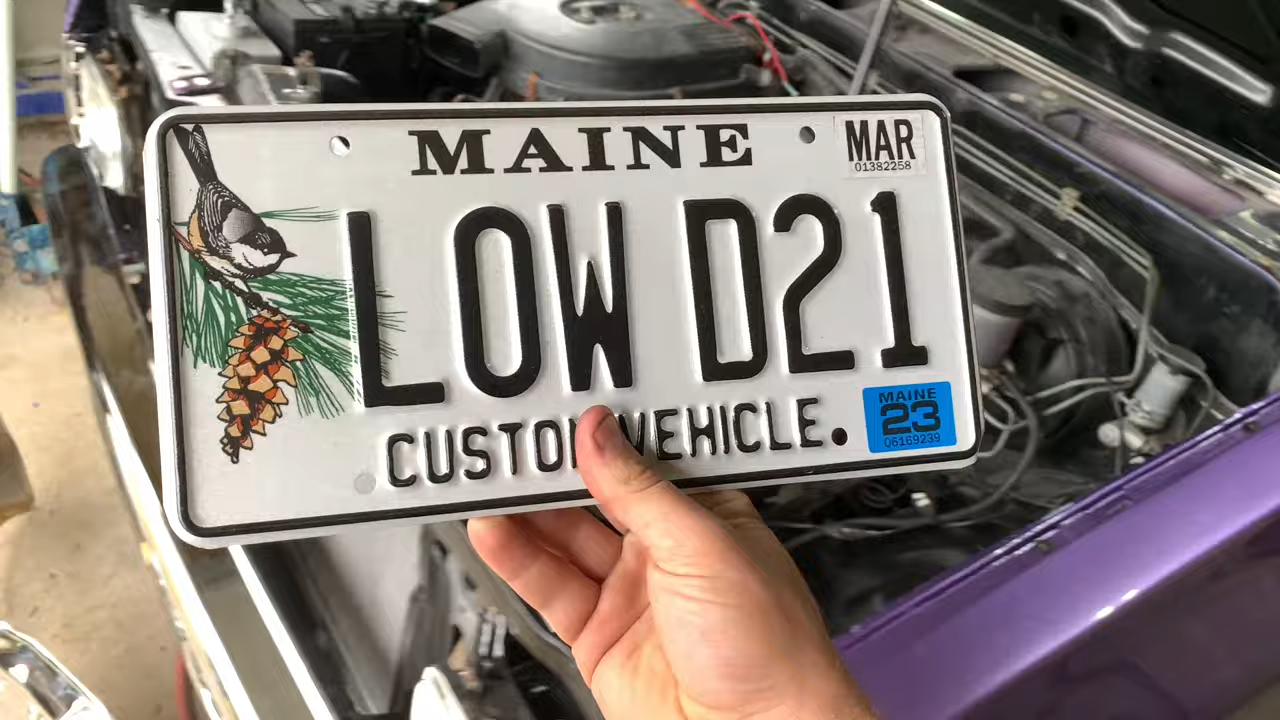 MAINE
MAR
01382258
LOW D21
CUSTOM VEHICLE
MAINE
23
06169239